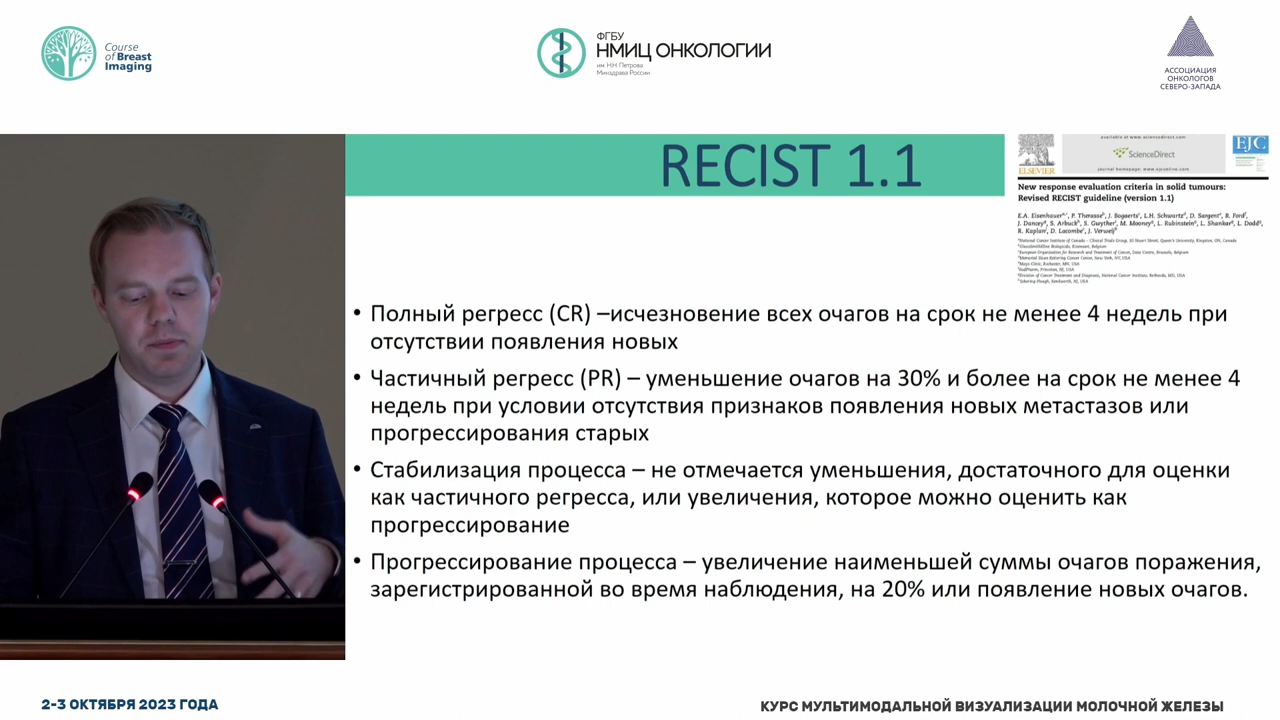 Course
of Breast
Imaging
ФГБУ
НМИЦ ОНКОЛОГИИ
им. Н.Н. Петрова
Минздрава России
АССОЦИАЦИЯ
ОНКОЛОГОВ
СЕВЕРО-ЗАПАДА
RECIST 1.1
available at www.sciencedirect.com
ScienceDirect
journal homepage: www.ejconline.com
ELSEVIER
EJC
New response evaluation criteria in solid tumours:
Revised RECIST guideline (version 1.1)
E.A. Eisenhauer, P. Therasse, J. Bogaerts, L.H. Schwartz, D. Sargent, R. Ford,
J. Dancey, S. Arbuck, S. Gwyther, M. Mooney, L. Rubinstein, L. Shankar, L. Dodd,
R. Kaplan, D. Lacombe, J. Verweij
• Полный регресс (CR) –исчезновение всех очагов на срок не менее 4 недель при
отсутствии появления новых
• Частичный регресс (PR) – уменьшение очагов на 30% и более на срок не менее 4
недель при условии отсутствия признаков появления новых метастазов или
прогрессирования старых
• Стабилизация процесса – не отмечается уменьшения, достаточного для оценки
как частичного регресса, или увеличения, которое можно оценить как
прогрессирование
• Прогрессирование процесса – увеличение наименьшей суммы очагов поражения,
зарегистрированной во время наблюдения, на 20% или появление новых очагов.
2-3 ОКТЯБРЯ 2023 ГОДА
КУРС МУЛЬТИМОДАЛЬНОЙ ВИЗУАЛИЗАЦИИ МОЛОЧНОЙ ЖЕЛЕЗЫ